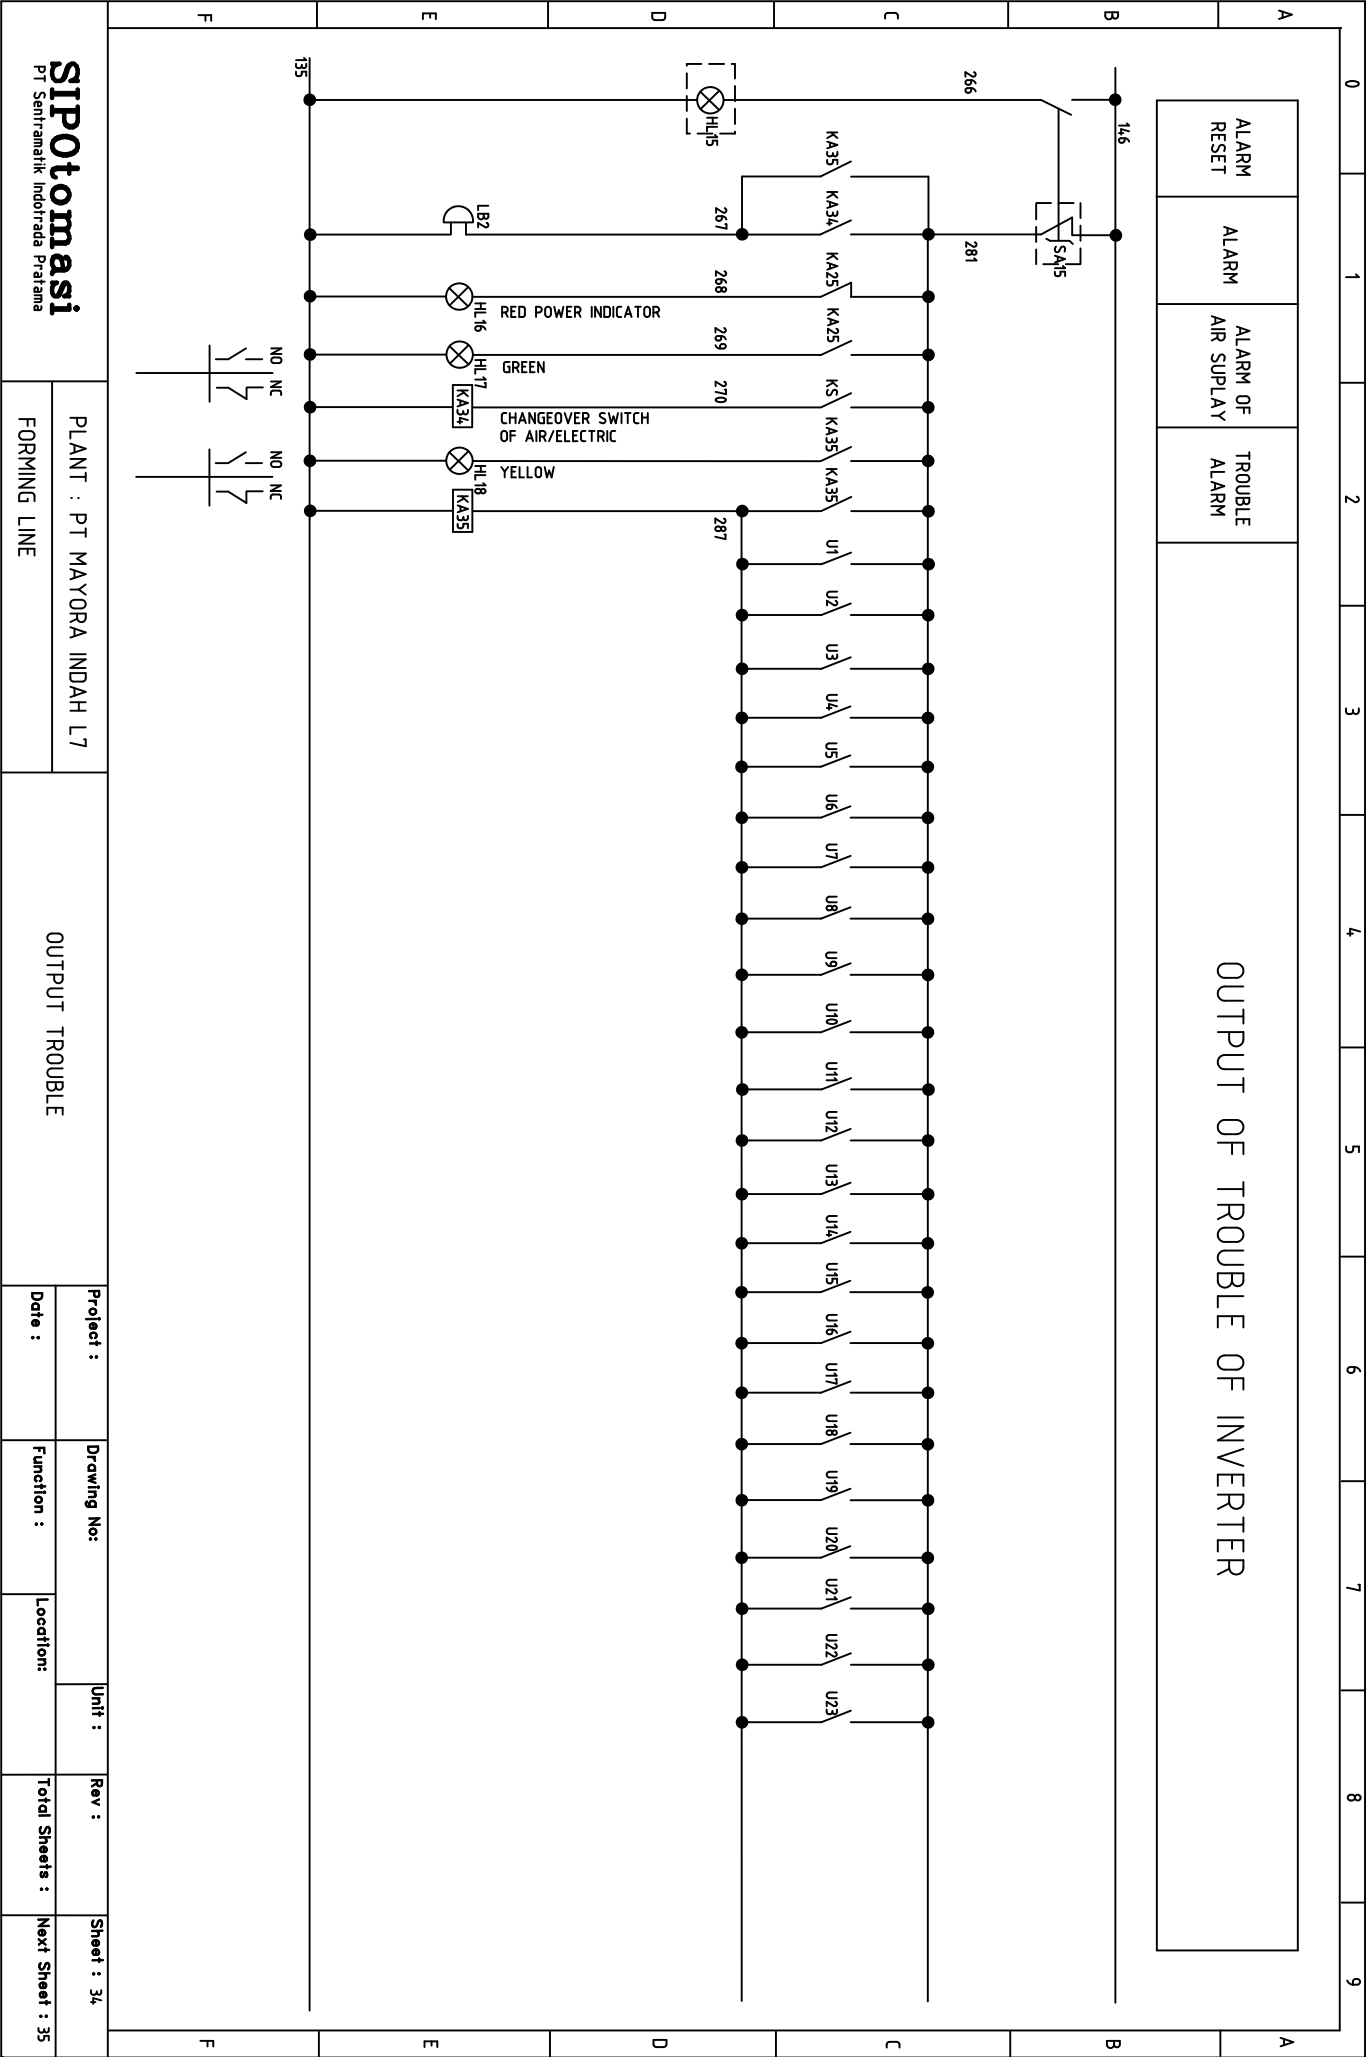 0 1 2 3 4 5 6 7 8 9
A A
ALARM
RESET
ALARM
ALARM OF
AIR SUPLAY
TROUBLE
ALARM
OUTPUT OF TROUBLE OF INVERTER
B B
146
SA15
266
281
C C
KA35
KA34
KA25
KA25
KS
KA35
KA35
U1
U2
U3
U4
U5
U6
U7
U8
U9
U10
U11
U12
U13
U14
U15
U16
U17
U18
U19
U20
U21
U22
U23
HL15
267
268
269
270
287
D D
RED POWER INDICATOR
GREEN
CHANGEOVER SWITCH
OF AIR/ELECTRIC
YELLOW
E E
LB2
HL16
HL17
KA34
HL18
KA35
135
NO NC
NO NC
F F
SIPOtomasi
PT Sentramatik Indotrada Pratama
PLANT : PT MAYORA INDAH L7
FORMING LINE
OUTPUT TROUBLE
Project :
Date :
Drawing No:
Function :
Location:
Unit :
Rev :
Total Sheets :
Sheet : 34
Next Sheet : 35